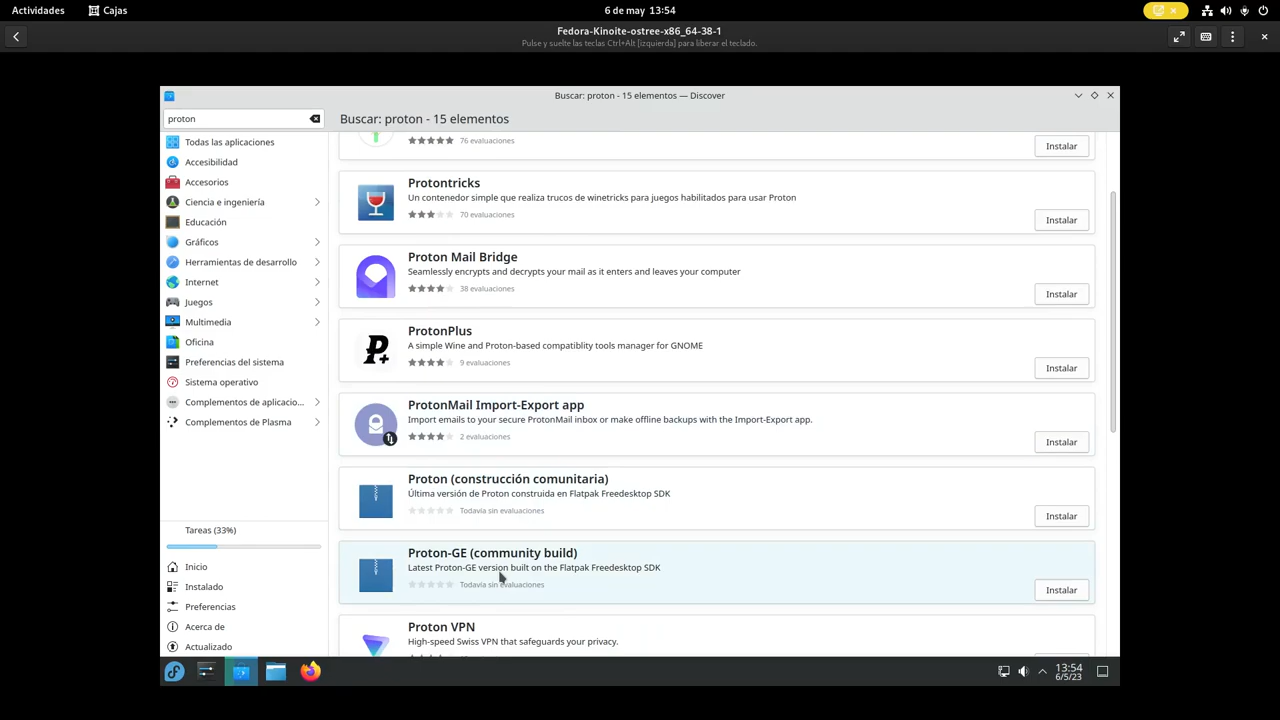 Actividades
Cajas
6 de may 13:54
Fedora-Kinoite-ostree-x86_64-38-1
Pulse y suelte las teclas Ctrl+Alt [izquierda] para liberar el teclado.
Buscar: proton - 15 elementos — Discover
proton
Buscar: proton - 15 elementos
Todas las aplicaciones
Accesibilidad
Accesorios
Ciencia e ingeniería
Educación
Gráficos
Herramientas de desarrollo
Internet
Juegos
Multimedia
Oficina
Preferencias del sistema
Sistema operativo
Complementos de aplicacio...
Complementos de Plasma
Tareas (33%)
Inicio
Instalado
Preferencias
Acerca de
Actualizado
76 evaluaciones
Instalar
Protontricks
Un contenedor simple que realiza trucos de winetricks para juegos habilitados para usar Proton
70 evaluaciones
Instalar
Proton Mail Bridge
Seamlessly encrypts and decrypts your mail as it enters and leaves your computer
38 evaluaciones
Instalar
ProtonPlus
A simple Wine and Proton-based compatiblity tools manager for GNOME
9 evaluaciones
Instalar
ProtonMail Import-Export app
Import emails to your secure ProtonMail inbox or make offline backups with the Import-Export app.
2 evaluaciones
Instalar
Proton (construcción comunitaria)
Última versión de Proton construida en Flatpak Freedesktop SDK
Todavía sin evaluaciones
Instalar
Proton-GE (community build)
Latest Proton-GE version built on the Flatpak Freedesktop SDK
Todavía sin evaluaciones
Instalar
Proton VPN
High-speed Swiss VPN that safeguards your privacy.
13:54
6/5/23